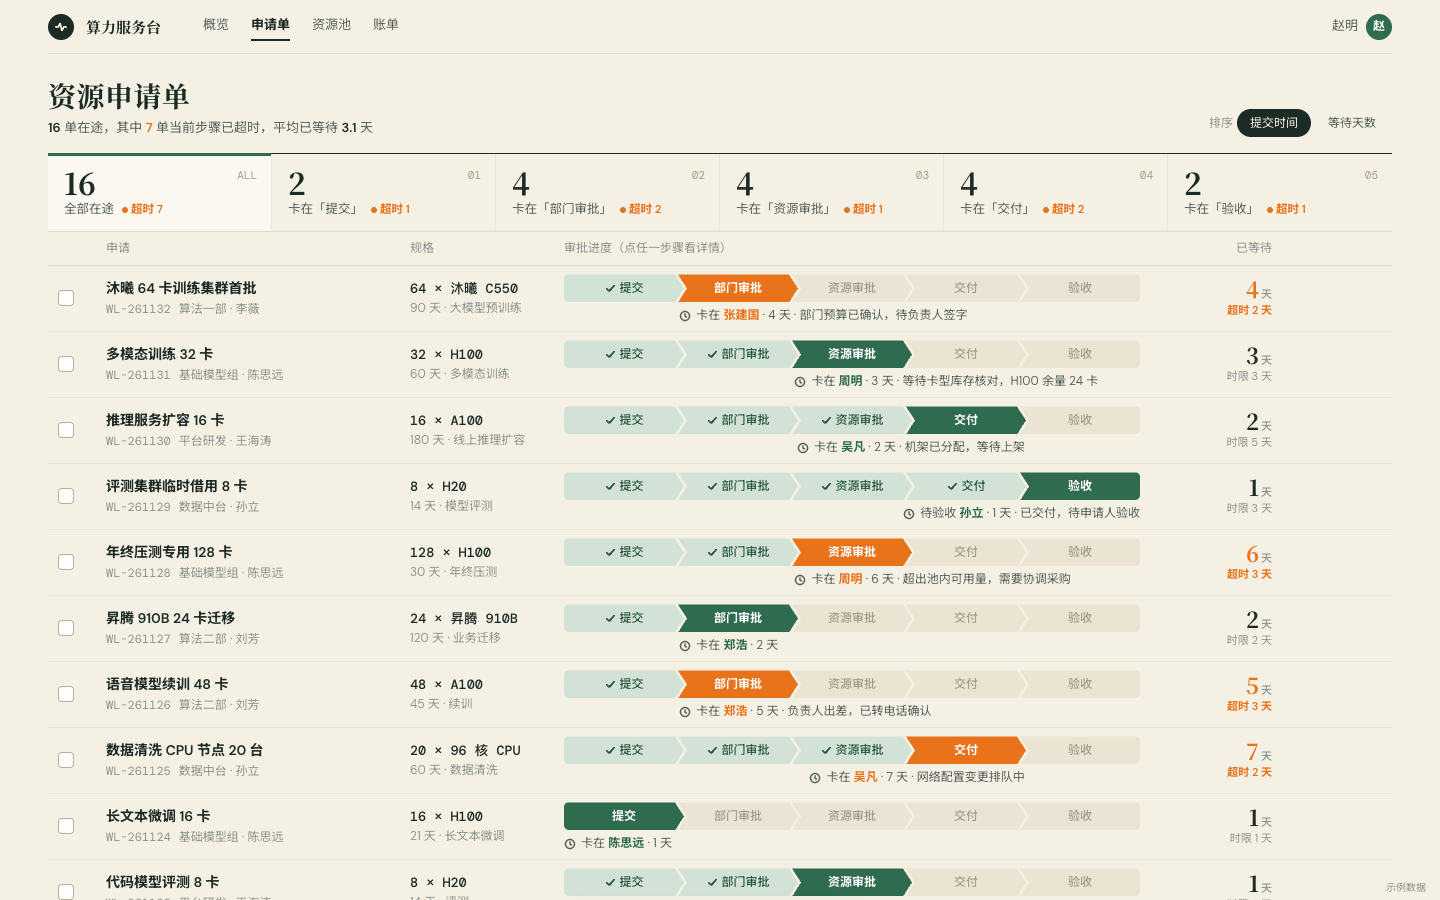 算力服务台 概览 申请单 资源池 账单 赵明 赵
资源申请单
16 单在途，其中 7 单当前步骤已超时，平均已等待 3.1 天
排序 提交时间 等待天数
16 ALL
全部在途 超时 7
2 01
卡在「提交」 超时 1
4 02
卡在「部门审批」 超时 2
4 03
卡在「资源审批」 超时 1
4 04
卡在「交付」 超时 2
2 05
卡在「验收」 超时 1
申请 规格 审批进度（点任一步骤看详情） 已等待
沐曦 64 卡训练集群首批 64 × 沐曦 C550 提交 部门审批 资源审批 交付 验收 4 天
WL-261132 算法一部 · 李薇 90 天 · 大模型预训练 卡在 张建国 · 4 天 · 部门预算已确认，待负责人签字 超时 2 天
多模态训练 32 卡 32 × H100 提交 部门审批 资源审批 交付 验收 3 天
WL-261131 基础模型组 · 陈思远 60 天 · 多模态训练 卡在 周明 · 3 天 · 等待卡型库存核对，H100 余量 24 卡 时限 3 天
推理服务扩容 16 卡 16 × A100 提交 部门审批 资源审批 交付 验收 2 天
WL-261130 平台研发 · 王海涛 180 天 · 线上推理扩容 卡在 吴凡 · 2 天 · 机架已分配，等待上架 时限 5 天
评测集群临时借用 8 卡 8 × H20 提交 部门审批 资源审批 交付 验收 1 天
WL-261129 数据中台 · 孙立 14 天 · 模型评测 待验收 孙立 · 1 天 · 已交付，待申请人验收 时限 3 天
年终压测专用 128 卡 128 × H100 提交 部门审批 资源审批 交付 验收 6 天
WL-261128 基础模型组 · 陈思远 30 天 · 年终压测 卡在 周明 · 6 天 · 超出池内可用量，需要协调采购 超时 3 天
昇腾 910B 24 卡迁移 24 × 昇腾 910B 提交 部门审批 资源审批 交付 验收 2 天
WL-261127 算法二部 · 刘芳 120 天 · 业务迁移 卡在 郑浩 · 2 天 时限 2 天
语音模型续训 48 卡 48 × A100 提交 部门审批 资源审批 交付 验收 5 天
WL-261126 算法二部 · 刘芳 45 天 · 续训 卡在 郑浩 · 5 天 · 负责人出差，已转电话确认 超时 3 天
数据清洗 CPU 节点 20 台 20 × 96 核 CPU 提交 部门审批 资源审批 交付 验收 7 天
WL-261125 数据中台 · 孙立 60 天 · 数据清洗 卡在 吴凡 · 7 天 · 网络配置变更排队中 超时 2 天
长文本微调 16 卡 16 × H100 提交 部门审批 资源审批 交付 验收 1 天
WL-261124 基础模型组 · 陈思远 21 天 · 长文本微调 卡在 陈思远 · 1 天 时限 1 天
代码模型评测 8 卡 8 × H20 提交 部门审批 资源审批 交付 验收 1 天
示例数据